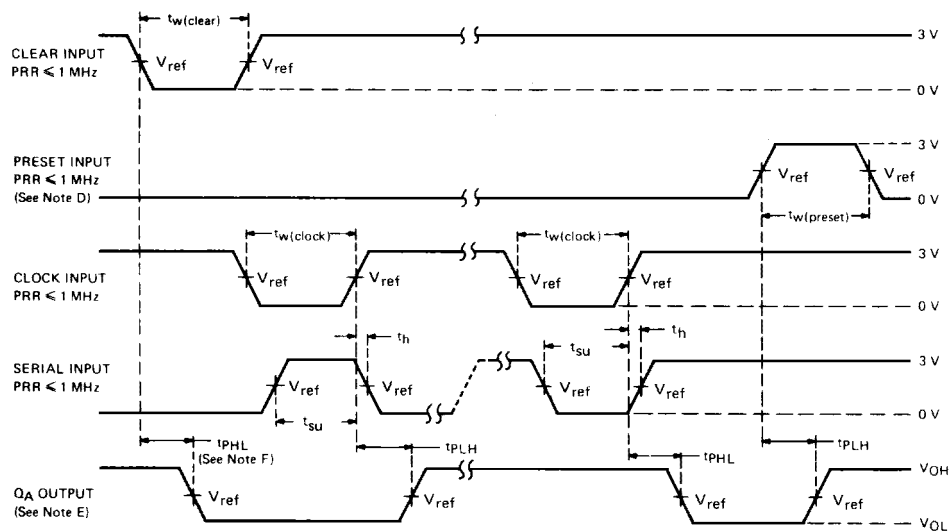 tw(clear)
CLEAR INPUT
PRR ≤ 1 MHz
Vref
Vref
3 V
0 V
PRESET INPUT
PRR ≤ 1 MHz
(See Note D)
Vref
Vref
3 V
0 V
tw(preset)
CLOCK INPUT
PRR ≤ 1 MHz
tw(clock)
Vref
Vref
tw(clock)
Vref
Vref
3 V
0 V
SERIAL INPUT
PRR ≤ 1 MHz
th
Vref
Vref
tsu
tsu
th
Vref
Vref
3 V
0 V
QA OUTPUT
(See Note E)
tPHL
(See Note F)
tPLH
tPHL
tPLH
Vref
Vref
Vref
Vref
VOH
VOL